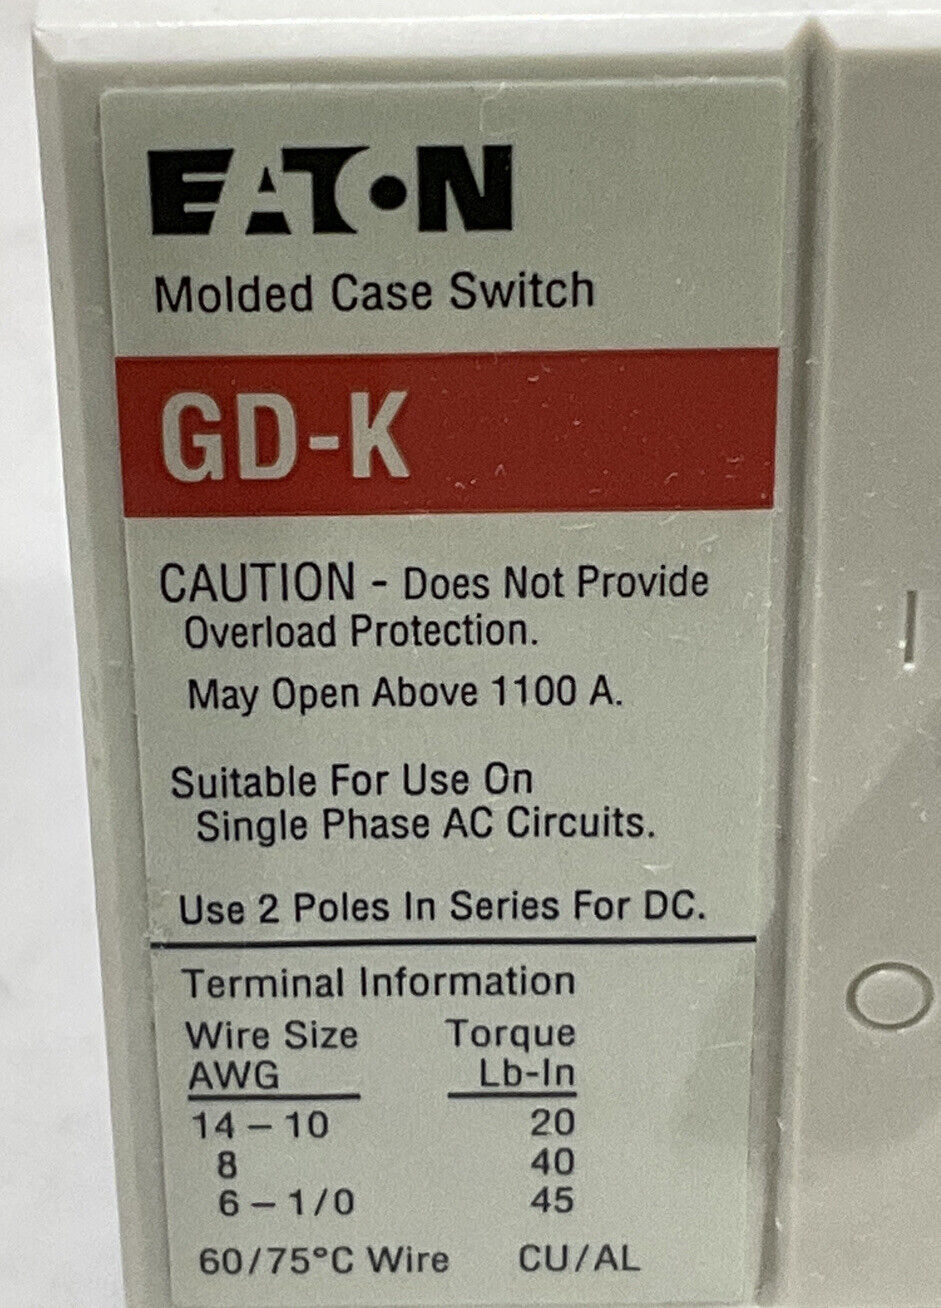 EATON
Molded Case Switch
GD-K
CAUTION - Does Not Provide
Overload Protection.
May Open Above 1100 A.
Suitable For Use On
Single Phase AC Circuits.
Use 2 Poles In Series For DC.
Terminal Information
Wire Size Torque
AWG Lb-In
14 – 10 20
8 40
6 – 1/0 45
60/75°C Wire CU/AL